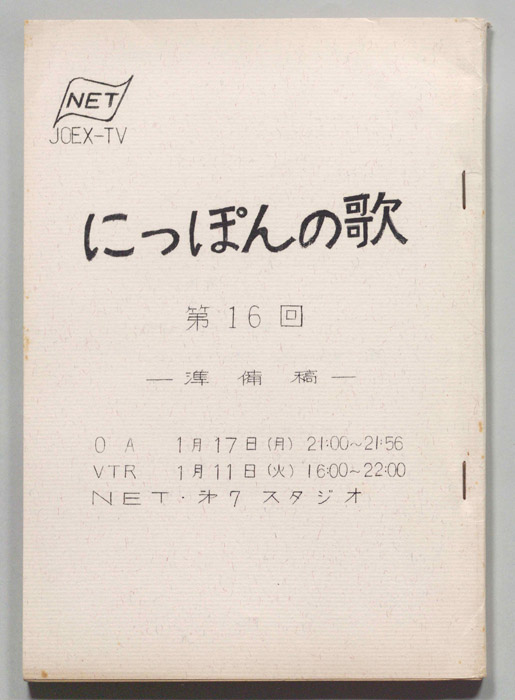 NET
JOEX-TV
にっぽんの歌
第16回
― 準備稿 ―
OA 1月17日(月) 21:00~21:56
VTR 1月11日(火) 16:00~22:00
NET・㐧7スタジオ